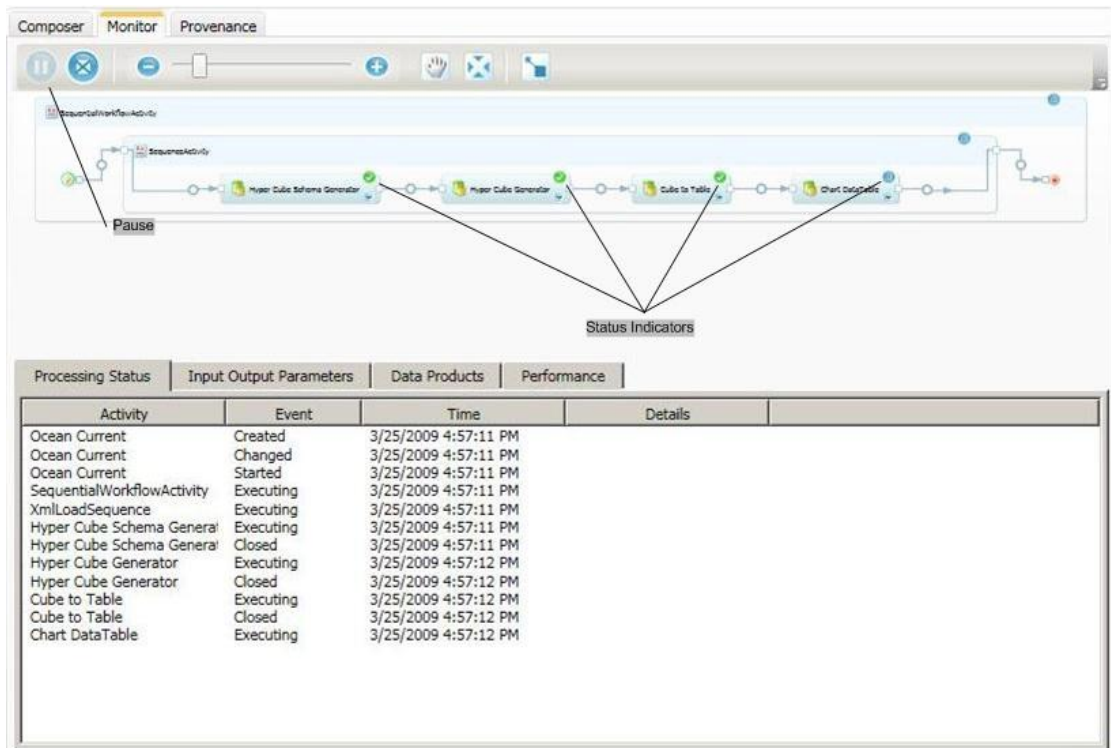 Composer Monitor Provenance
SequentialWorkflowActivity
SequenceActivity
Hyper Cube Schema Generator Hyper Cube Generator Cube to Table Chart DataTable
Pause
Status Indicators
Processing Status Input Output Parameters Data Products Performance
Activity Event Time Details
Ocean Current Created 3/25/2009 4:57:11 PM
Ocean Current Changed 3/25/2009 4:57:11 PM
Ocean Current Started 3/25/2009 4:57:11 PM
SequentialWorkflowActivity Executing 3/25/2009 4:57:11 PM
XmlLoadSequence Executing 3/25/2009 4:57:11 PM
Hyper Cube Schema Generat Executing 3/25/2009 4:57:11 PM
Hyper Cube Schema Generat Closed 3/25/2009 4:57:11 PM
Hyper Cube Generator Executing 3/25/2009 4:57:12 PM
Hyper Cube Generator Closed 3/25/2009 4:57:12 PM
Cube to Table Executing 3/25/2009 4:57:12 PM
Cube to Table Closed 3/25/2009 4:57:12 PM
Chart DataTable Executing 3/25/2009 4:57:12 PM